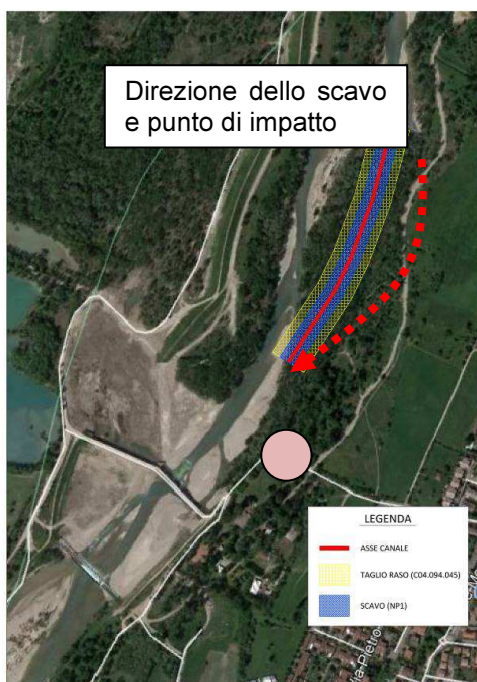 Direzione dello scavo
e punto di impatto
LEGENDA
ASSE CANALE
TAGLIO RASO (C04.094.045)
SCAVO (NP1)